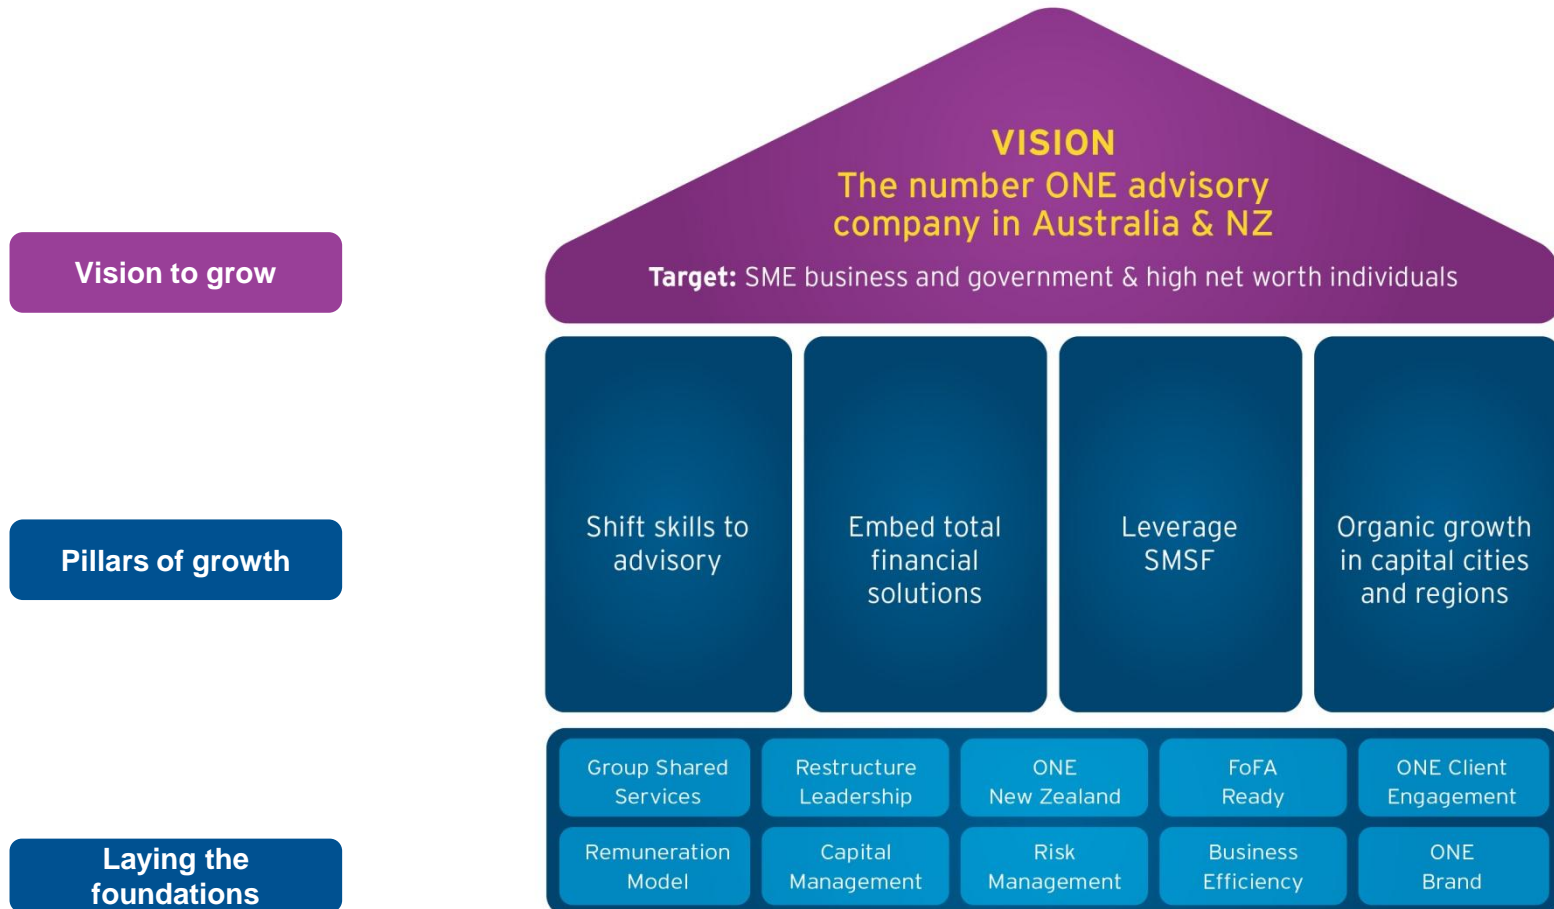 VISION
The number ONE advisory
company in Australia & NZ
Target: SME business and government & high net worth individuals
Vision to grow
Pillars of growth
Shift skills to
advisory
Embed total
financial
solutions
Leverage
SMSF
Organic growth
in capital cities
and regions
Laying the
foundations
Group Shared
Services
Restructure
Leadership
ONE
New Zealand
FoFA
Ready
ONE Client
Engagement
Remuneration
Model
Capital
Management
Risk
Management
Business
Efficiency
ONE
Brand